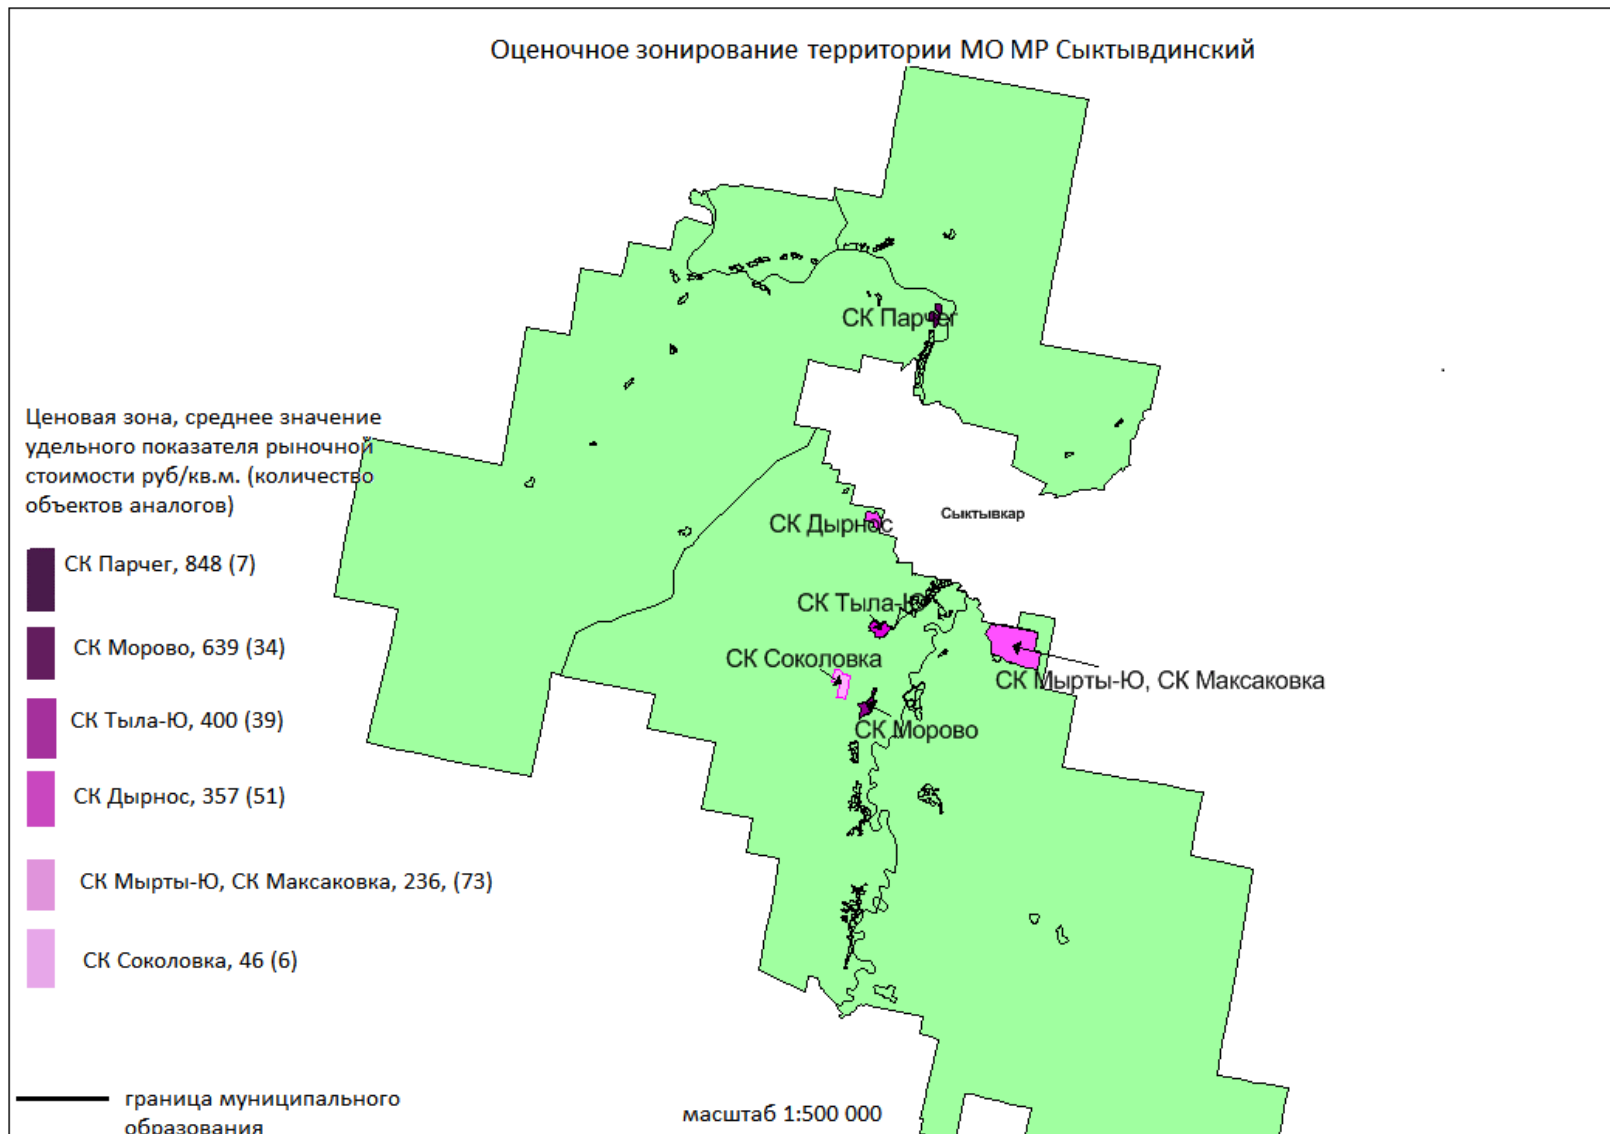 Оценочное зонирование территории МО МР Сыктывдинский
СК Парчег
Ценовая зона, среднее значение
удельного показателя рыночной
стоимости руб/кв.м. (количество
объектов аналогов)
Сыктывкар
СК Дырнос
СК Парчег, 848 (7)
СК Тыла-Ю
СК Морово, 639 (34)
СК Соколовка
СК Мырты-Ю, СК Максаковка
СК Тыла-Ю, 400 (39)
СК Морово
СК Дырнос, 357 (51)
СК Мырты-Ю, СК Максаковка, 236, (73)
СК Соколовка, 46 (6)
граница муниципального
образования
масштаб 1:500 000